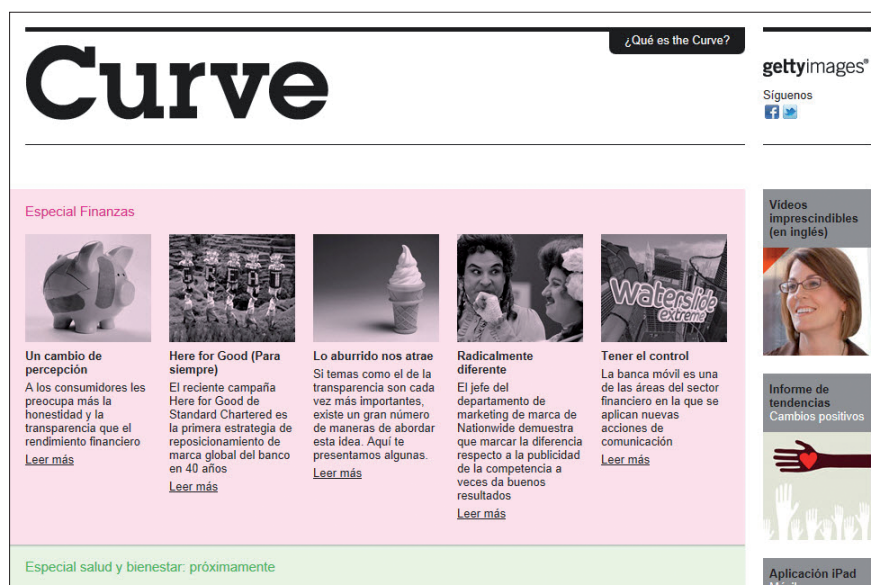 ¿Qué es the Curve?
Curve
gettyimages®
Síguenos
Especial Finanzas
GREAT
Waterslide
extreme
Un cambio de
percepción
A los consumidores les
preocupa más la
honestidad y la
transparencia que el
rendimiento financiero
Leer más
Here for Good (Para
siempre)
El reciente campaña
Here for Good de
Standard Chartered es
la primera estrategia de
reposicionamiento de
marca global del banco
en 40 años
Leer más
Lo aburrido nos atrae
Si temas como el de la
transparencia son cada
vez más importantes,
existe un gran número
de maneras de abordar
esta idea. Aquí te
presentamos algunas.
Leer más
Radicalmente
diferente
El jefe del
departamento de
marketing de marca de
Nationwide demuestra
que marcar la diferencia
respecto a la publicidad
de la competencia a
veces da buenos
resultados
Leer más
Tener el control
La banca móvil es una
de las áreas del sector
financiero en la que se
aplican nuevas
acciones de
comunicación
Leer más
Vídeos
imprescindibles
(en inglés)
Informe de
tendencias
Cambios positivos
Especial salud y bienestar: próximamente
Aplicación iPad